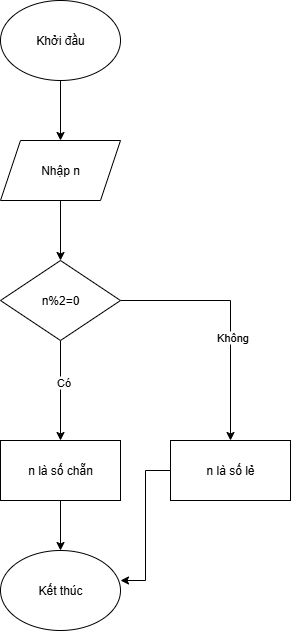 Khởi đầu
Nhập n
n%2=0
Không
Có
n là số chẵn
n là số lẻ
Kết thúc